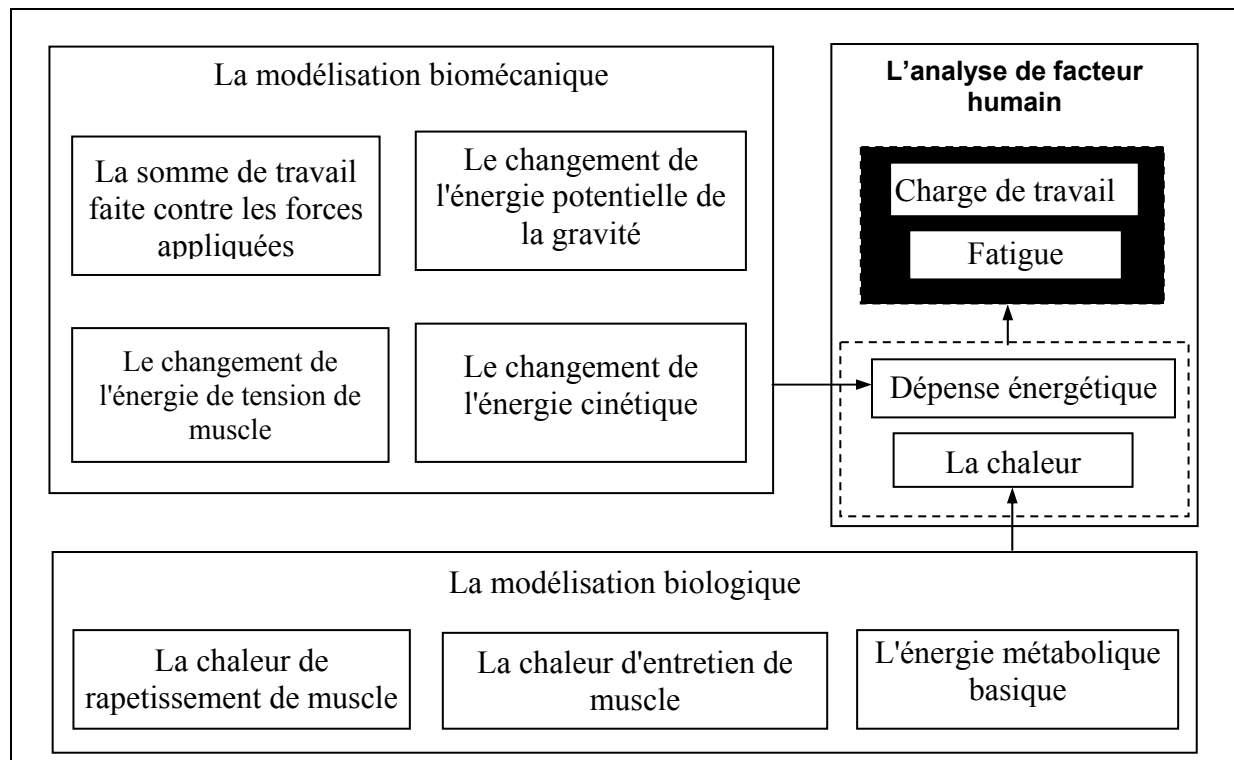 La modélisation biomécanique
La somme de travail
faite contre les forces
appliquées
Le changement de
l'énergie potentielle de
la gravité
Le changement de
l'énergie de tension de
muscle
Le changement de
l'énergie cinétique
L’analyse de facteur
humain
Charge de travail
Fatigue
Dépense énergétique
La chaleur
La modélisation biologique
La chaleur de
rapetissement de muscle
La chaleur d'entretien de
muscle
L'énergie métabolique
basique